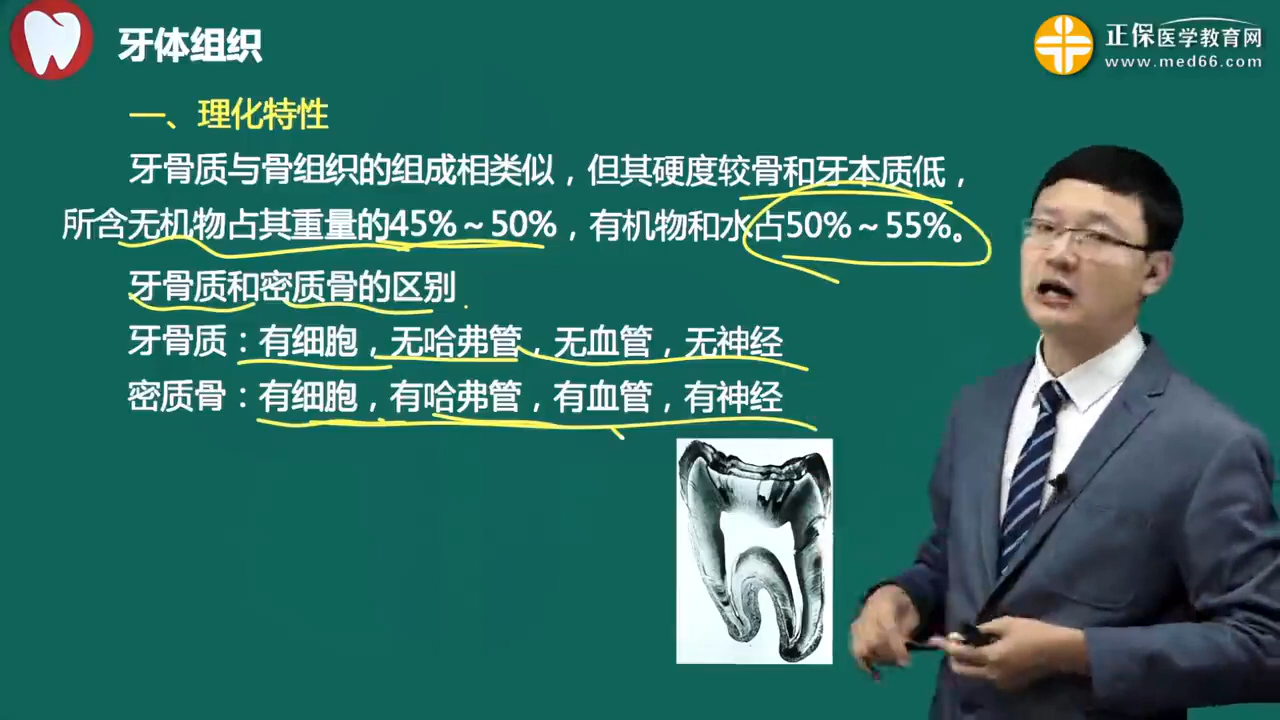 牙体组织
正保医学教育网
www.med66.com
一、理化特性
牙骨质与骨组织的组成相类似，但其硬度较骨和牙本质低，
所含无机物占其重量的45%～50%，有机物和水占50%～55%。
牙骨质和密质骨的区别
牙骨质：有细胞，无哈弗管，无血管，无神经
密质骨：有细胞，有哈弗管，有血管，有神经